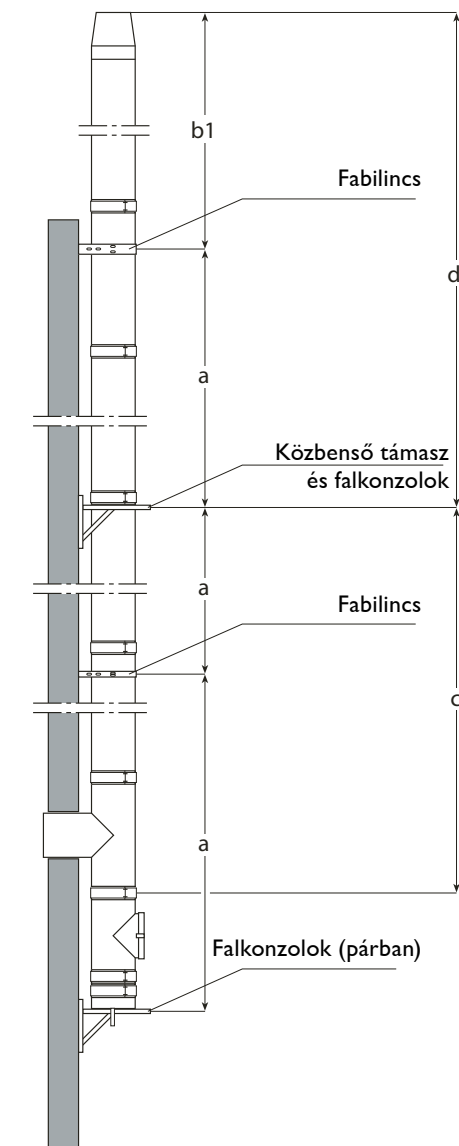 b1
Fabilincs
d
a
Közbenső támasz
és falkonzolok
a
Fabilincs
c
a
Falkonzolok (párban)